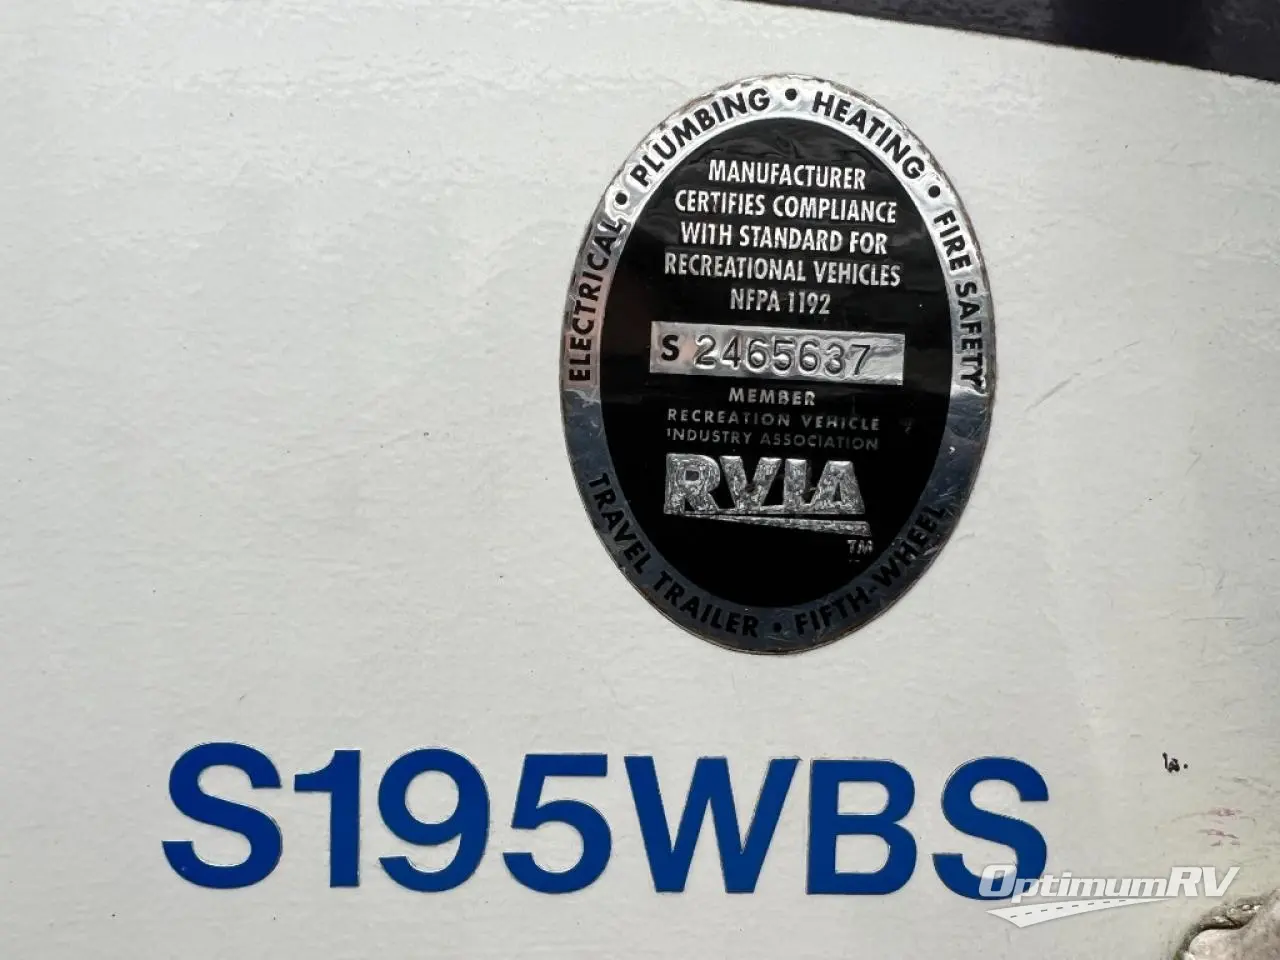 ELECTRICAL • PLUMBING • HEATING • FIRE SAFETY
MANUFACTURER
CERTIFIES COMPLIANCE
WITH STANDARD FOR
RECREATIONAL VEHICLES
NFPA 1192
S 2465637
MEMBER
RECREATION VEHICLE
INDUSTRY ASSOCIATION
RVIA
TM
TRAVEL TRAILER • FIFTH-WHEEL
S195WBS
OptimumRV